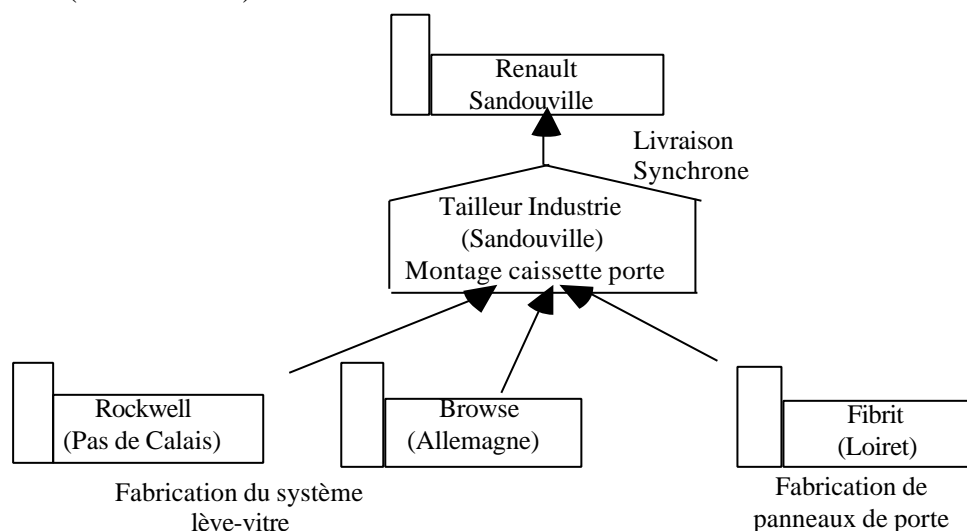 Renault
Sandouville
Livraison
Synchrone
Tailleur Industrie
(Sandouville)
Montage caissette porte
Rockwell
(Pas de Calais)
Browse
(Allemagne)
Fibrit
(Loiret)
Fabrication du système
lève-vitre
Fabrication de
panneaux de porte